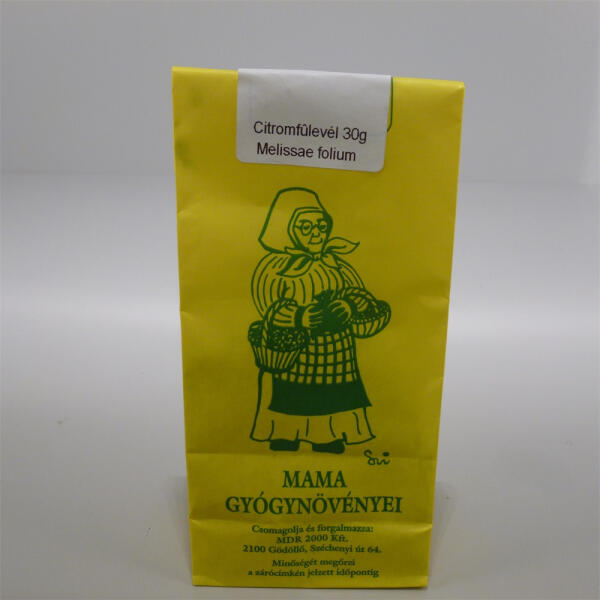 Citromfûlevél 30g
Melissae folium
MAMA
GYÓGYNÖVÉNYEI
Csomagolja és forgalmazza:
MDR 2000 Kft.
2100 Gödöllő, Széchenyi út 64.
Minőségét megőrzi
a zárócímkén jelzett időpontig